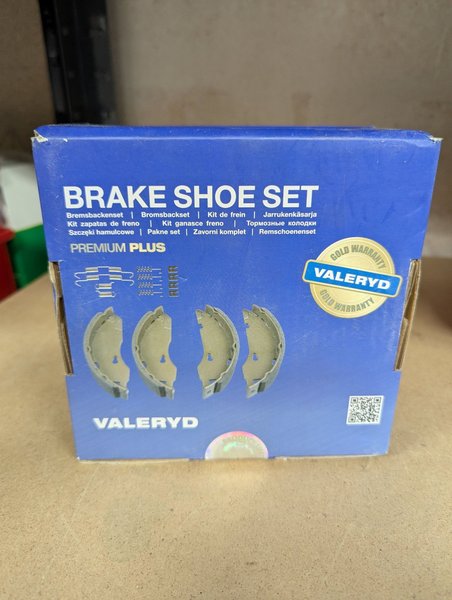 BRAKE SHOE SET
Bremsbackenset | Bromsbackset | Kit de frein | Jarrukenkäsarja
Kit zapatas de freno | Kit ganasce freno | Тормозные колодки
Szczęki hamulcowe | Pakne set | Zavorni komplet | Remschoenenset
PREMIUM PLUS
GOLD WARRANTY
VALERYD
GOLD WARRANTY
VALERYD